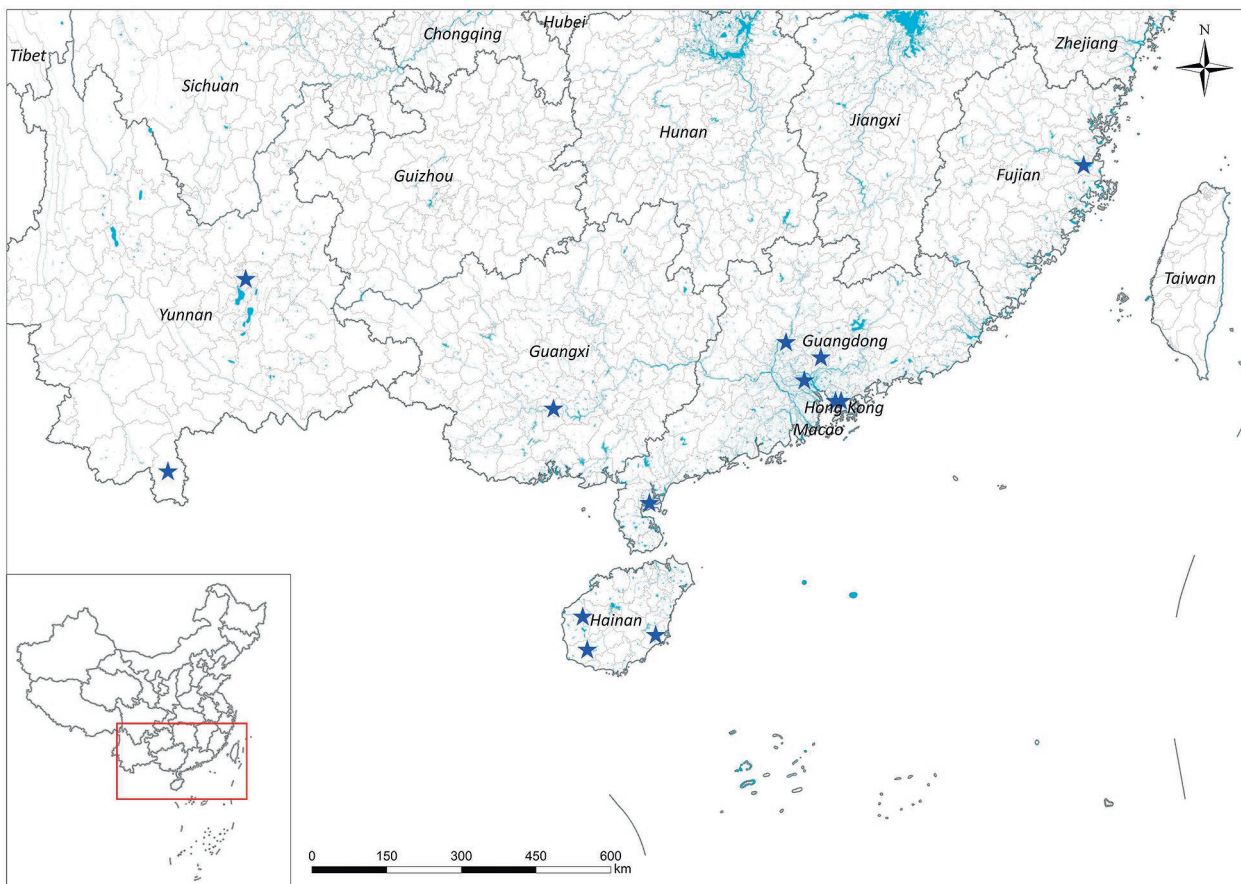 Hubei
Chongqing
Zhejiang
Tibet
Sichuan
N
Hunan
Jiangxi
Guizhou
Fujian
Taiwan
Yunnan
Guangxi
Guangdong
Hong Kong
Macao
Hainan
0 150 300 450 600
km